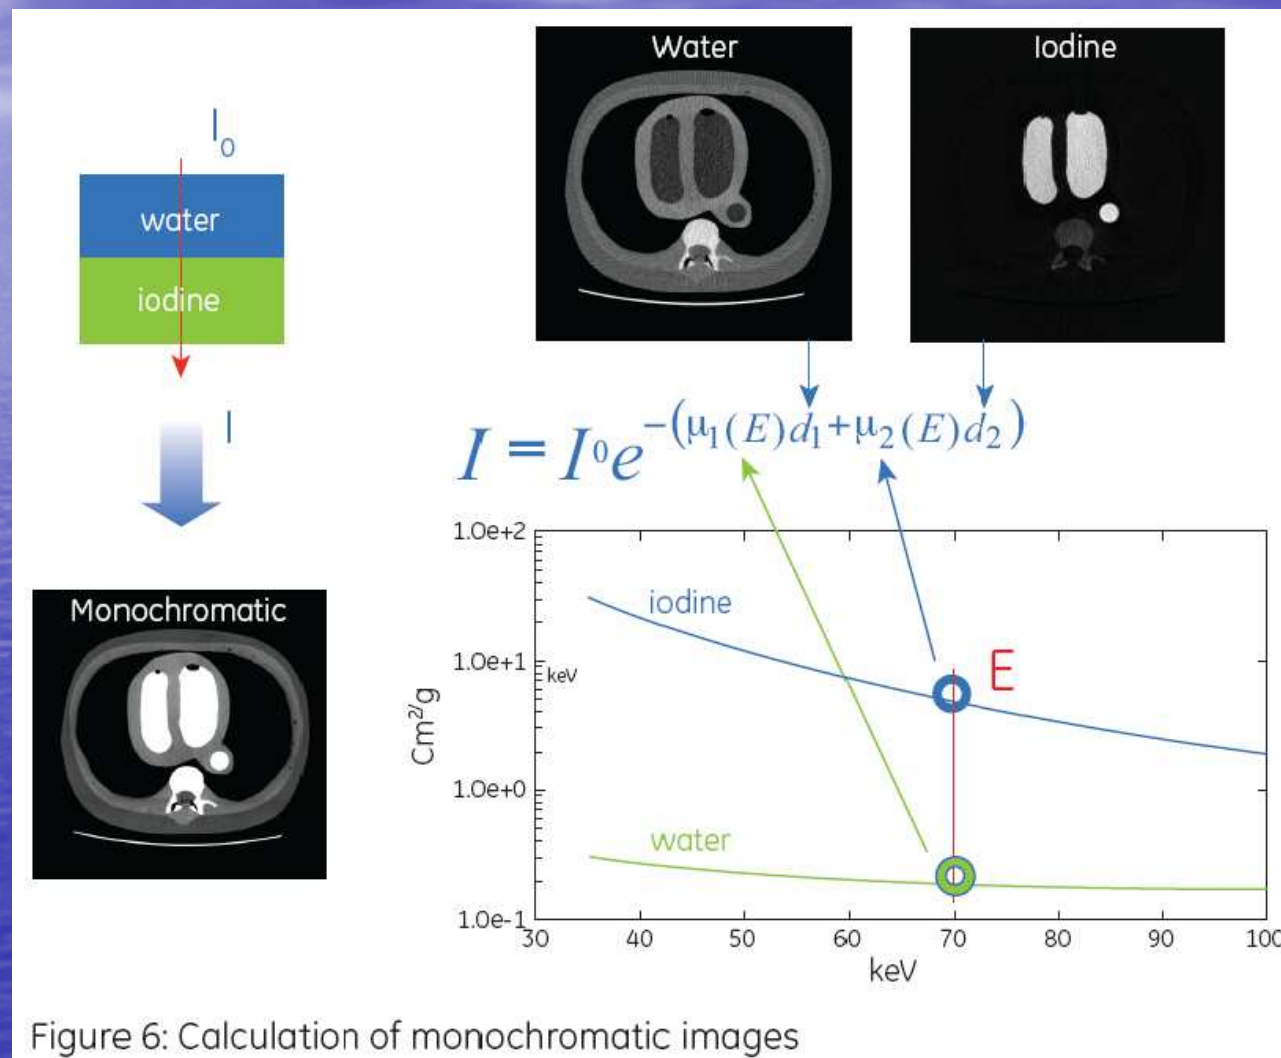 Water
Iodine
I₀
water
iodine
I
I = I⁰e^-(μ₁(E)d₁+μ₂(E)d₂)
Monochromatic
1.0e+2
1.0e+1
1.0e+0
1.0e-1
Cm²/g
keV
iodine
E
water
30 40 50 60 70 80 90 100
keV
Figure 6: Calculation of monochromatic images